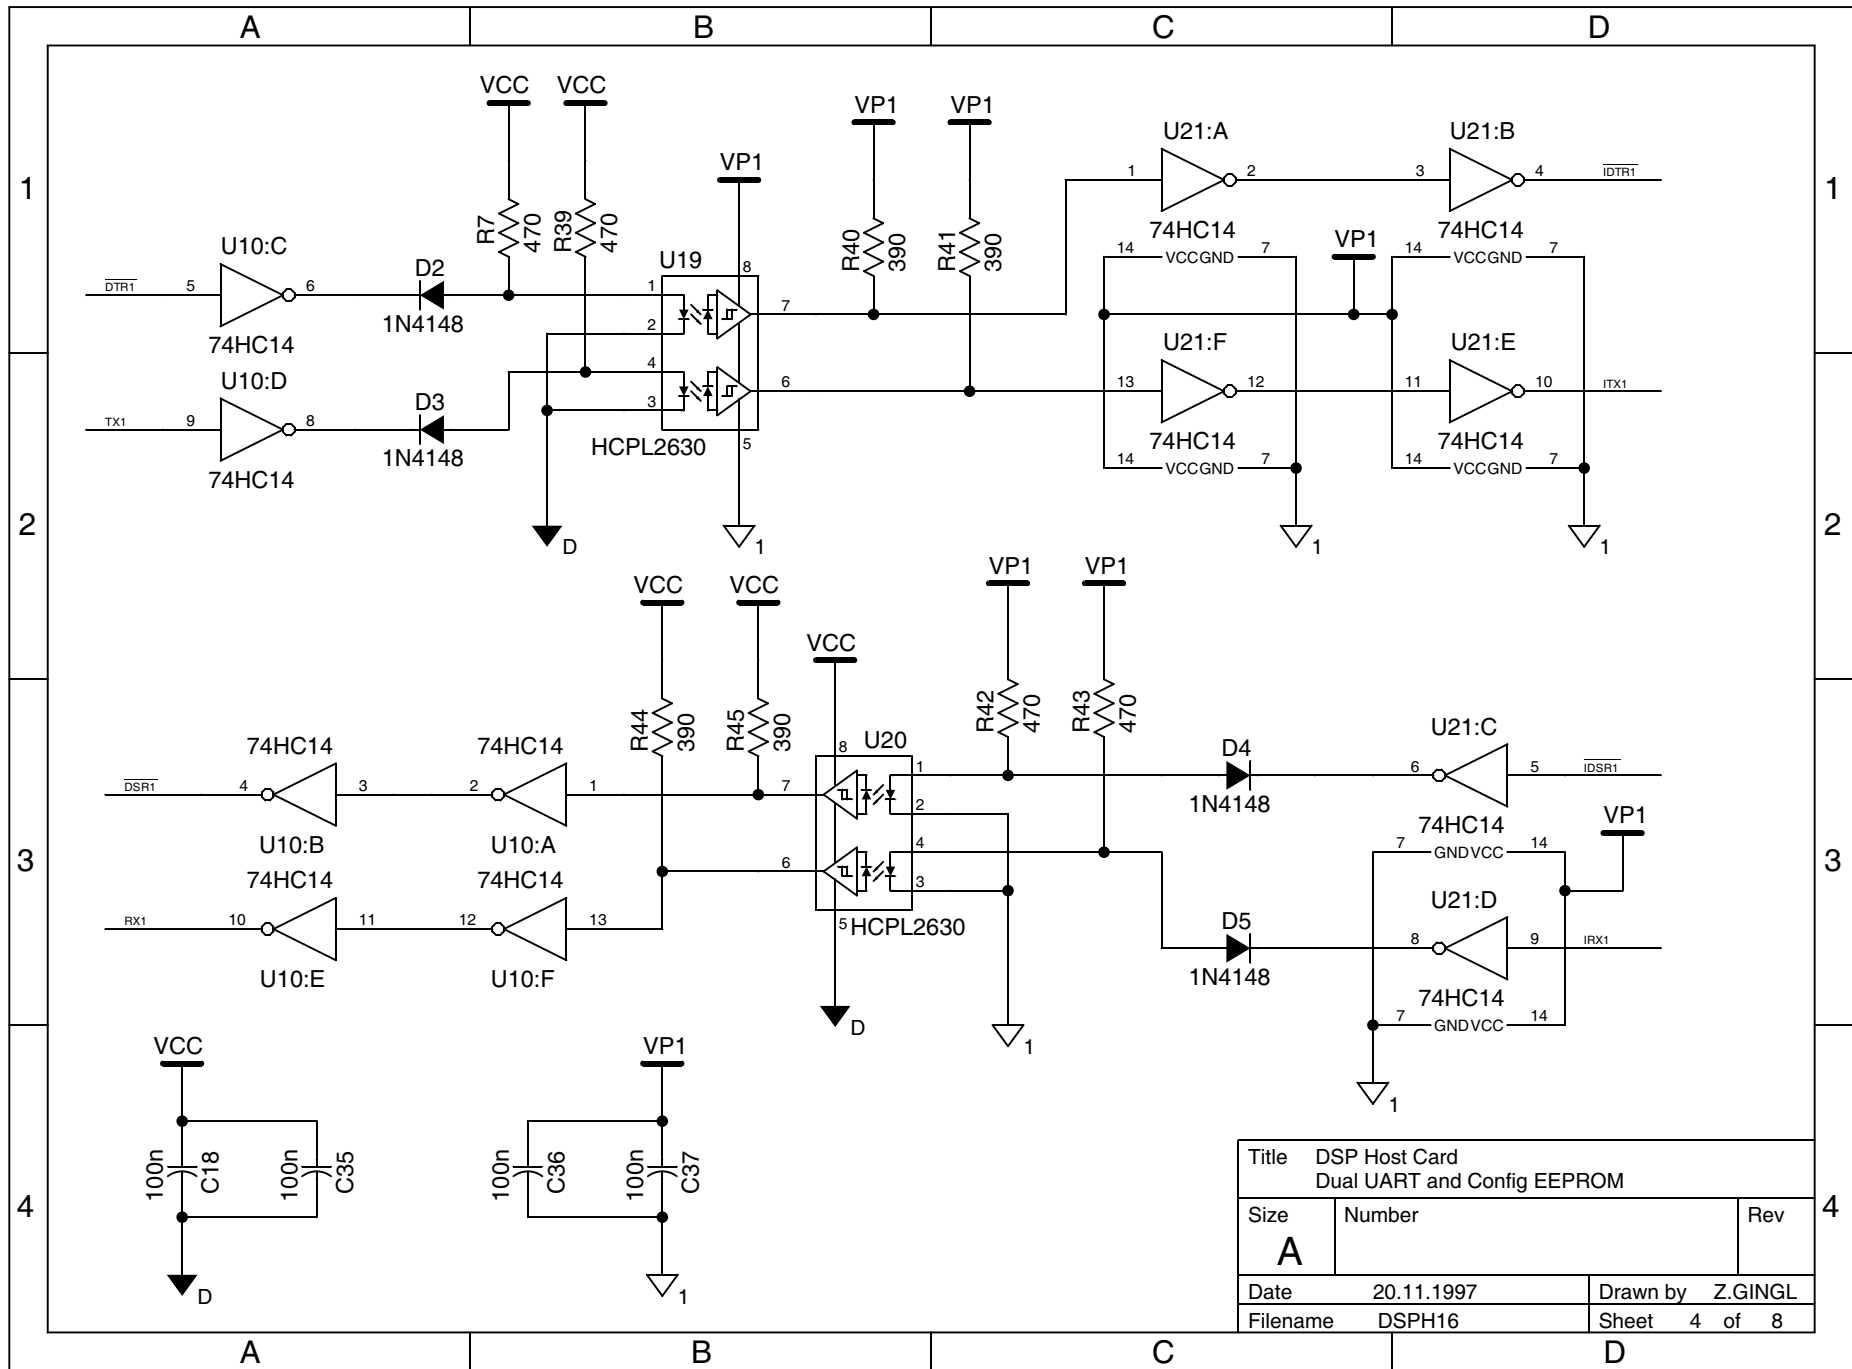 A B C D
VCC VCC
VP1 VP1
VP1
U21:A U21:B
1 2 3 4 IDTR1
1 1
R7 470 R39 470
R40 390 R41 390
74HC14 74HC14
14 VCCGND 7 VP1 14 VCCGND 7
U10:C
D2
U19
8
DTR1 5 6
1N4148
1
2
7
74HC14
U10:D
D3
4
3
6
U21:F U21:E
13 12 11 10 ITX1
TX1 9 8
1N4148
HCPL2630
5
74HC14 74HC14
14 VCCGND 7 14 VCCGND 7
74HC14
2 2
D 1 1 1
VP1 VP1
VCC VCC
VCC
R44 390 R45 390
R42 470 R43 470
U21:C
74HC14 74HC14
8 U20
D4
DSR1 4 3 2 1 7
1
6 5 IDSR1
1N4148
2
74HC14 VP1
U10:B U10:A
3 3
6 4
7 GNDVCC 14
74HC14 74HC14
3
U21:D
RX1 10 11 12 13
5 HCPL2630
D5
8 9 IRX1
1N4148
U10:E U10:F
74HC14
7 GNDVCC 14
D 1
VCC VP1
1
100n C18 100n C35 100n C36 100n C37
4 4
D 1
Title DSP Host Card
Dual UART and Config EEPROM
Size Number Rev
A
Date 20.11.1997 Drawn by Z.GINGL
Filename DSPH16 Sheet 4 of 8
A B C D